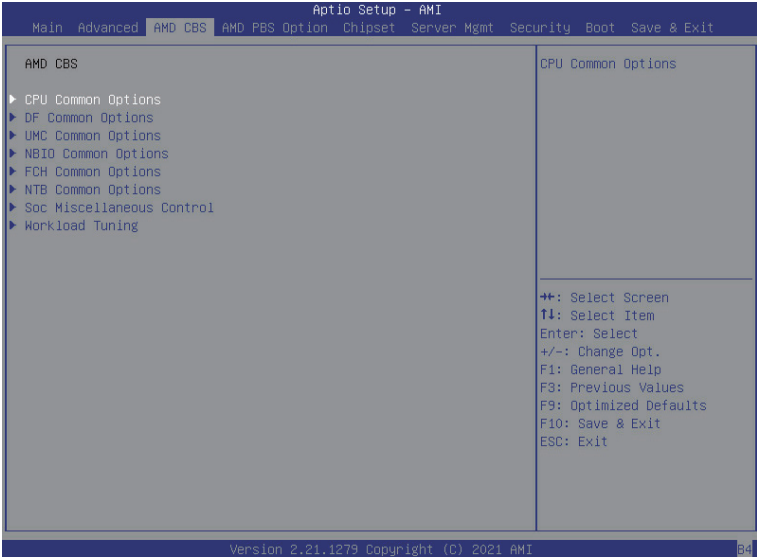 Aptio Setup – AMI
Main Advanced AMD CBS AMD PBS Option Chipset Server Mgmt Security Boot Save & Exit
AMD CBS
CPU Common Options
DF Common Options
UMC Common Options
NBIO Common Options
FCH Common Options
NTB Common Options
Soc Miscellaneous Control
Workload Tuning
CPU Common Options
→←: Select Screen
↑↓: Select Item
Enter: Select
+/-: Change Opt.
F1: General Help
F3: Previous Values
F9: Optimized Defaults
F10: Save & Exit
ESC: Exit
Version 2.21.1279 Copyright (C) 2021 AMI
B4